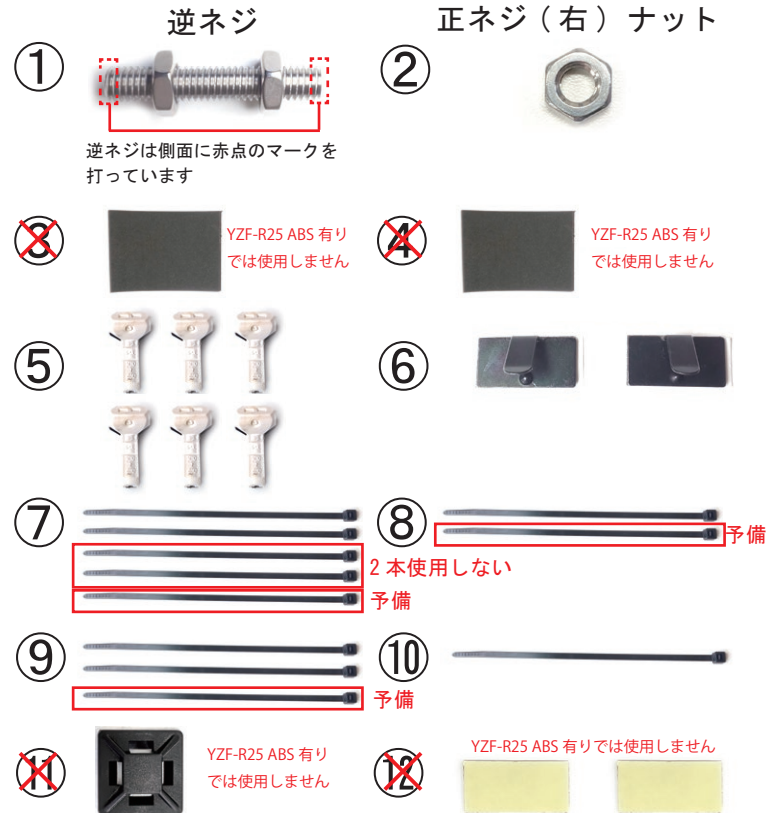 逆ネジ
正ネジ（右）ナット
①
②
逆ネジは側面に赤点のマークを
打っています
③
YZF-R25 ABS 有り
では使用しません
④
YZF-R25 ABS 有り
では使用しません
⑤
⑥
⑦
2本使用しない
予備
⑧
予備
⑨
予備
⑩
⑪
YZF-R25 ABS 有り
では使用しません
⑫
YZF-R25 ABS 有りでは使用しません